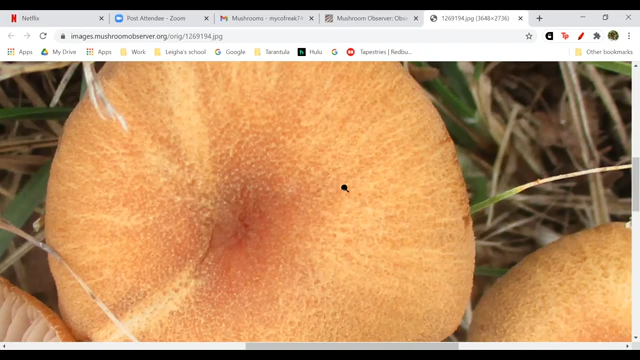 Netflix
Post Attendee - Zoom
Mushrooms - mycofreak7
Mushroom Observer: Obs
1269194.jpg (3648×2736)
images.mushroomobserver.org/orig/1269194.jpg
Apps
My Drive
Apps
Work
Leigha's school
Google
Tarantula
Hulu
Tapestries | Redbu...
Other bookmarks